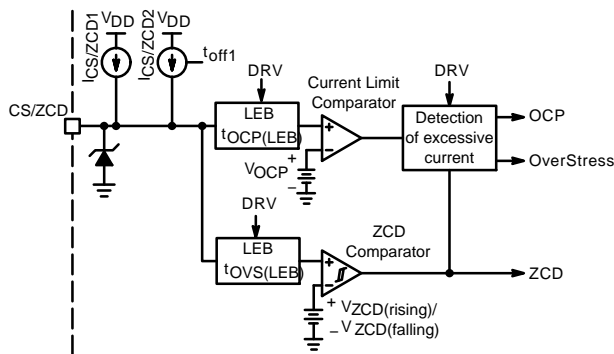 VDD
ICS/ZCD1
VDD
ICS/ZCD2
toff1
CS/ZCD
DRV
LEB
tOCP(LEB)
Current Limit
Comparator
+
−
VOCP
+
−
DRV
Detection
of excessive
current
OCP
OverStress
DRV
LEB
tOVS(LEB)
ZCD
Comparator
+
−
ZCD
+
−
VZCD(rising)/
VZCD(falling)